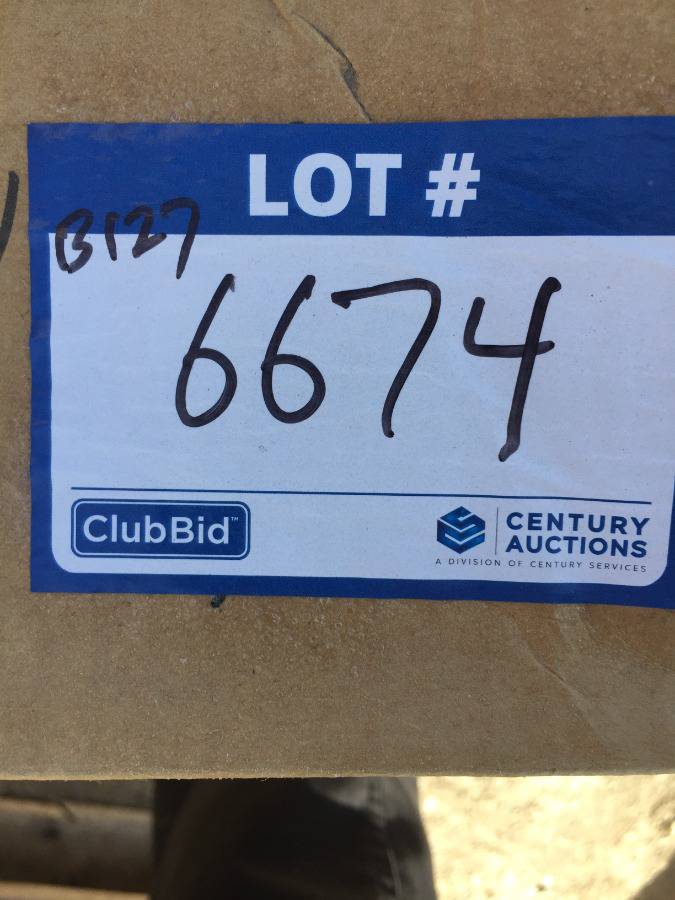 LOT #
B127
6674
ClubBid™
CENTURY
AUCTIONS
A DIVISION OF CENTURY SERVICES